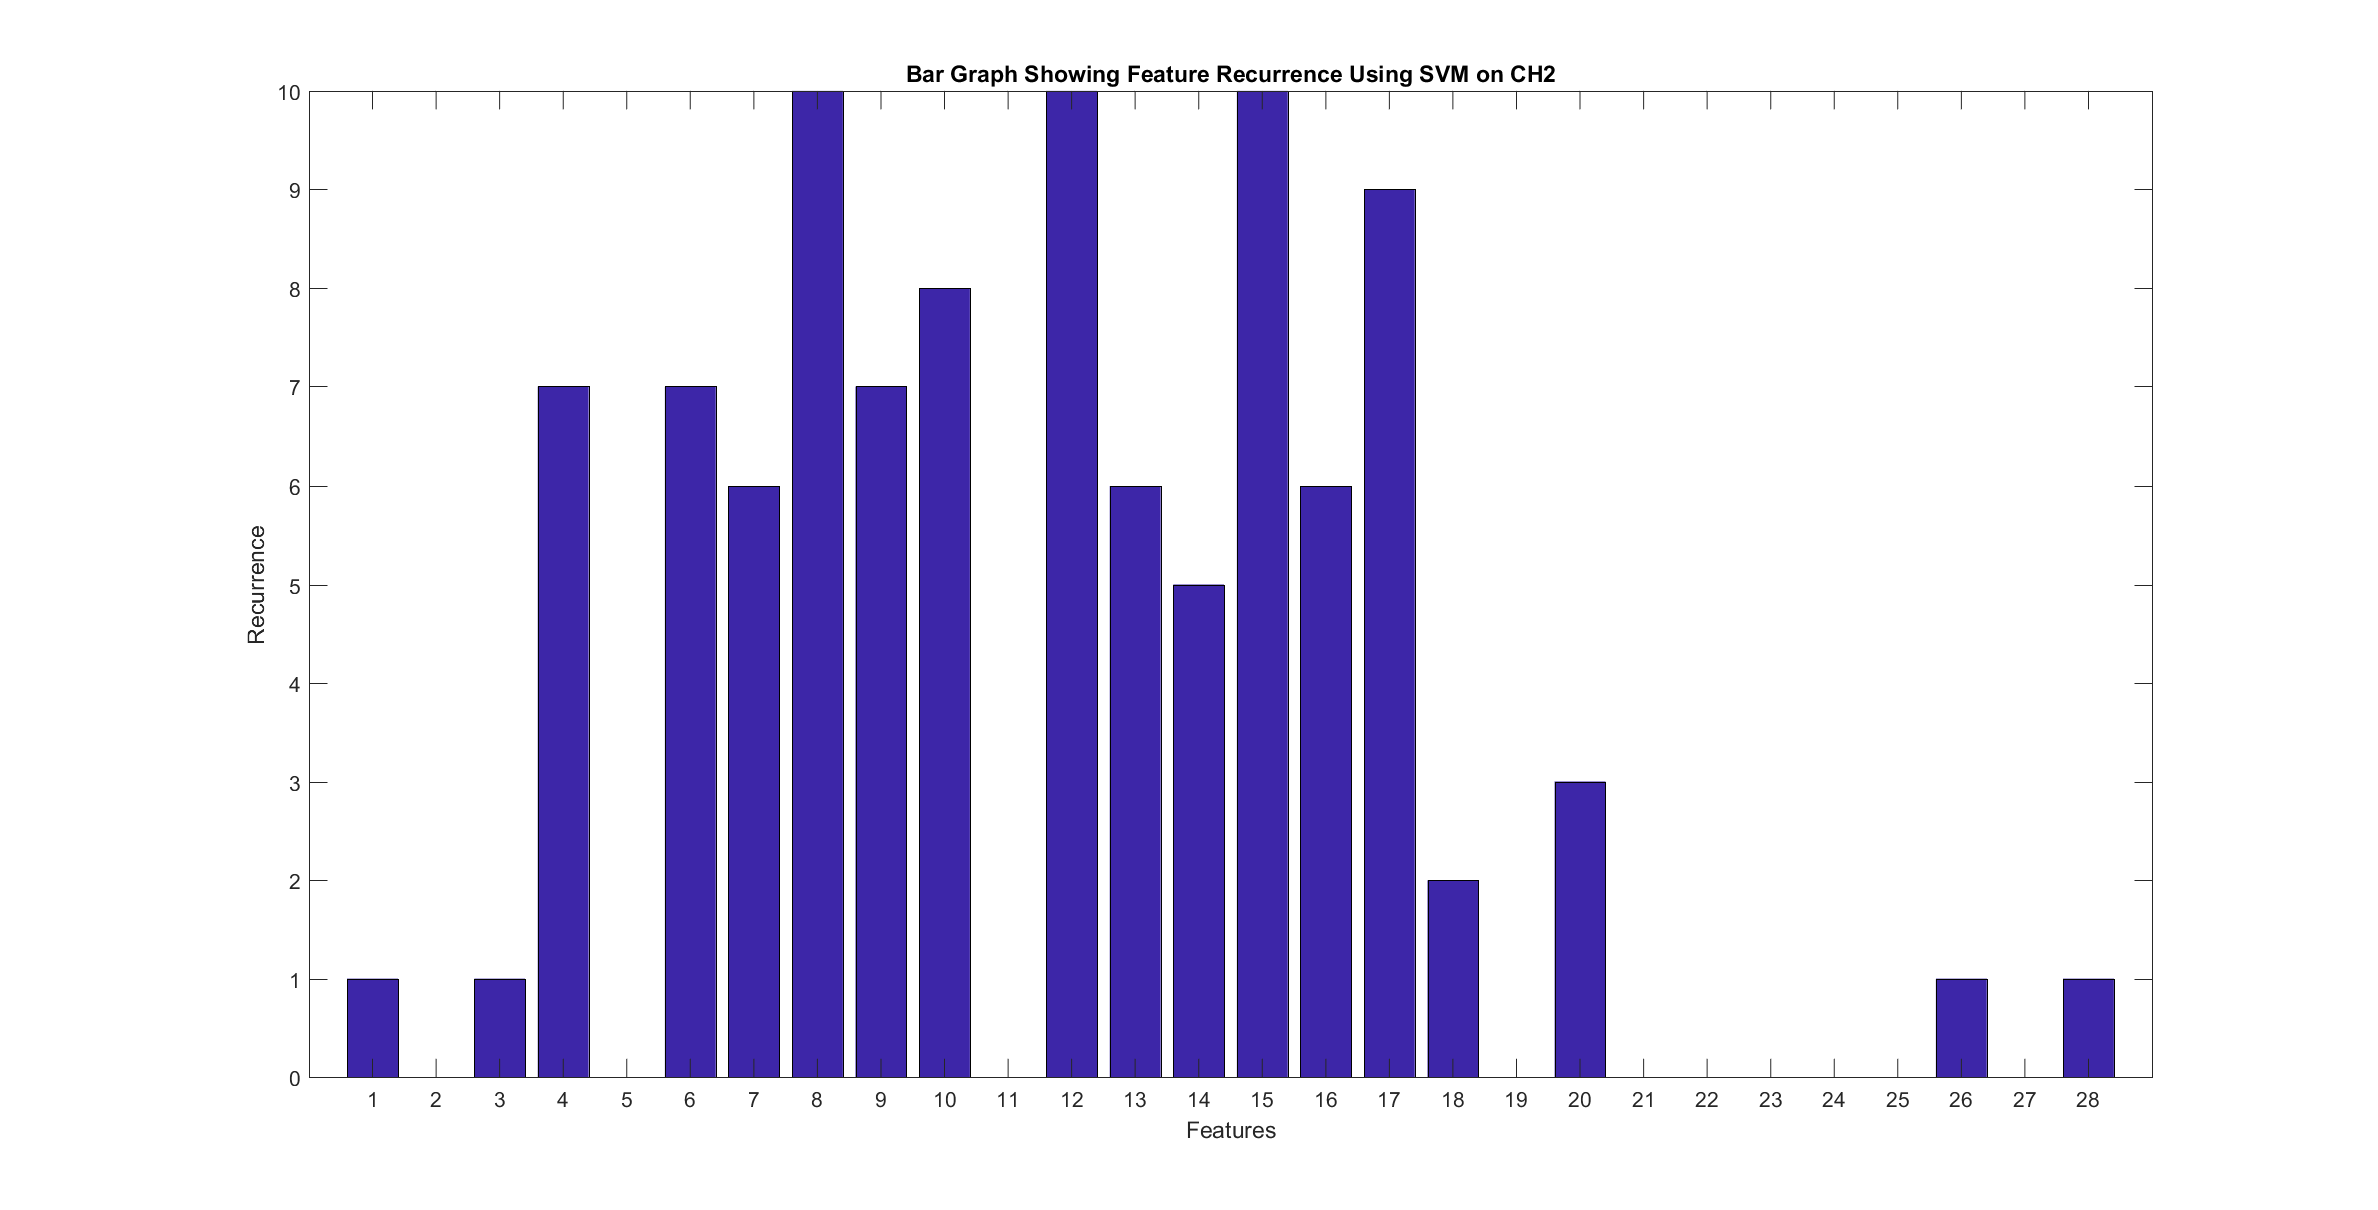 Bar Graph Showing Feature Recurrence Using SVM on CH2
10
9
8
7
6
5
4
3
2
1
0
Recurrence
1 2 3 4 5 6 7 8 9 10 11 12 13 14 15 16 17 18 19 20 21 22 23 24 25 26 27 28
Features